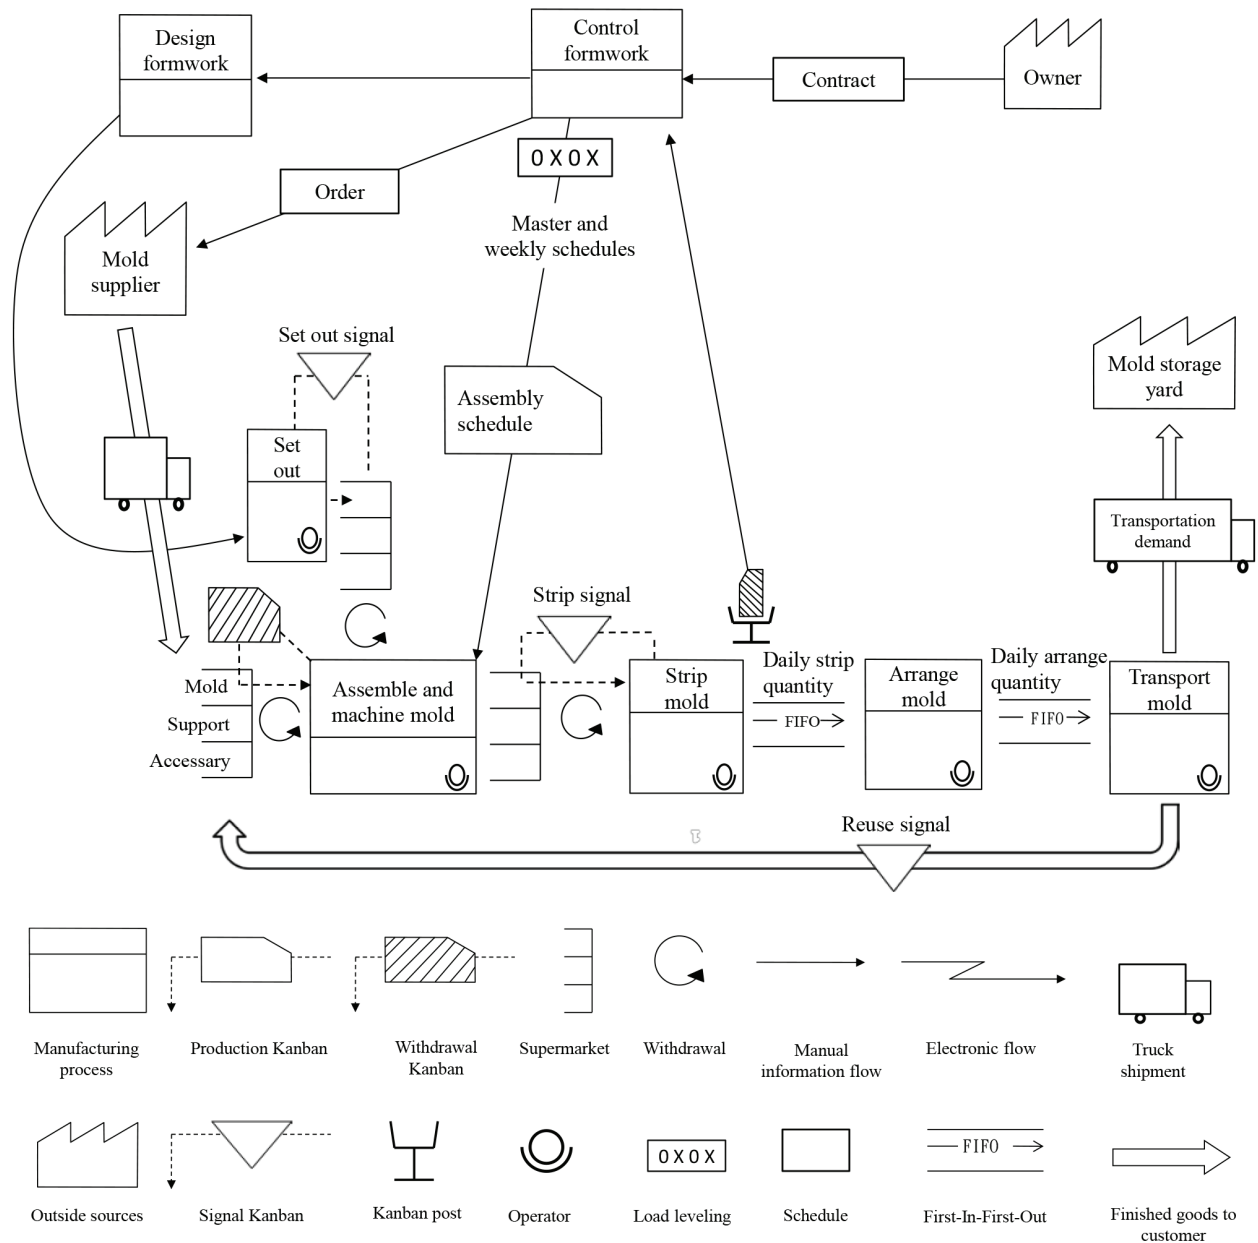 Design
formwork
Control
formwork
Contract
Owner
OXOX
Order
Master and
weekly schedules
Mold
supplier
Set out signal
Mold storage
yard
Assembly
schedule
Set
out
Transportation
demand
Strip signal
Mold
Support
Accessary
Assemble and
machine mold
Strip
mold
Daily strip
quantity
FIFO
Arrange
mold
Daily arrange
quantity
FIFO
Transport
mold
Reuse signal
Manufacturing
process
Production Kanban
Withdrawal
Kanban
Supermarket
Withdrawal
Manual
information flow
Electronic flow
Truck
shipment
OXOX
FIFO
Outside sources
Signal Kanban
Kanban post
Operator
Load leveling
Schedule
First-In-First-Out
Finished goods to
customer